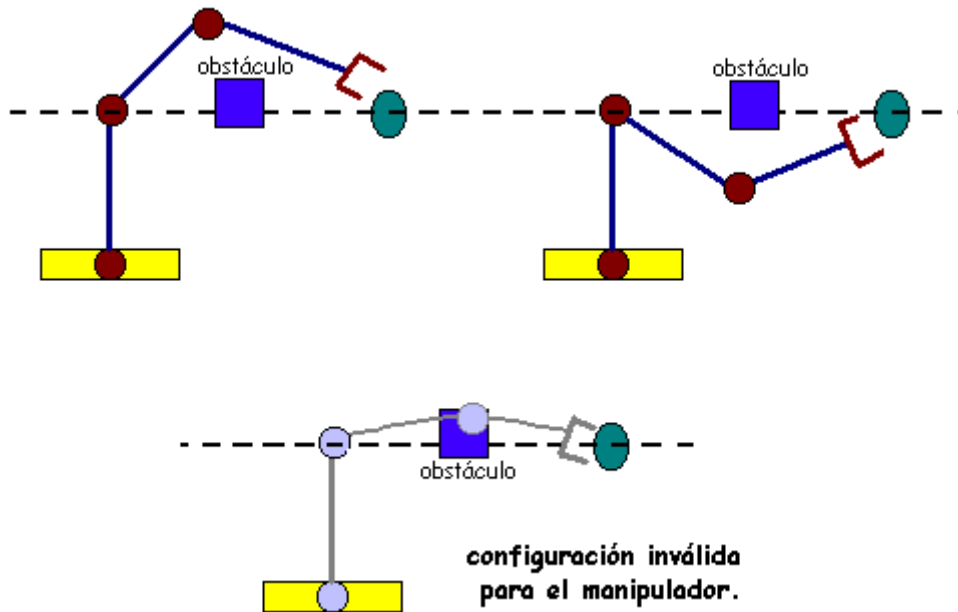 obstáculo
obstáculo
obstáculo
configuración inválida
para el manipulador.